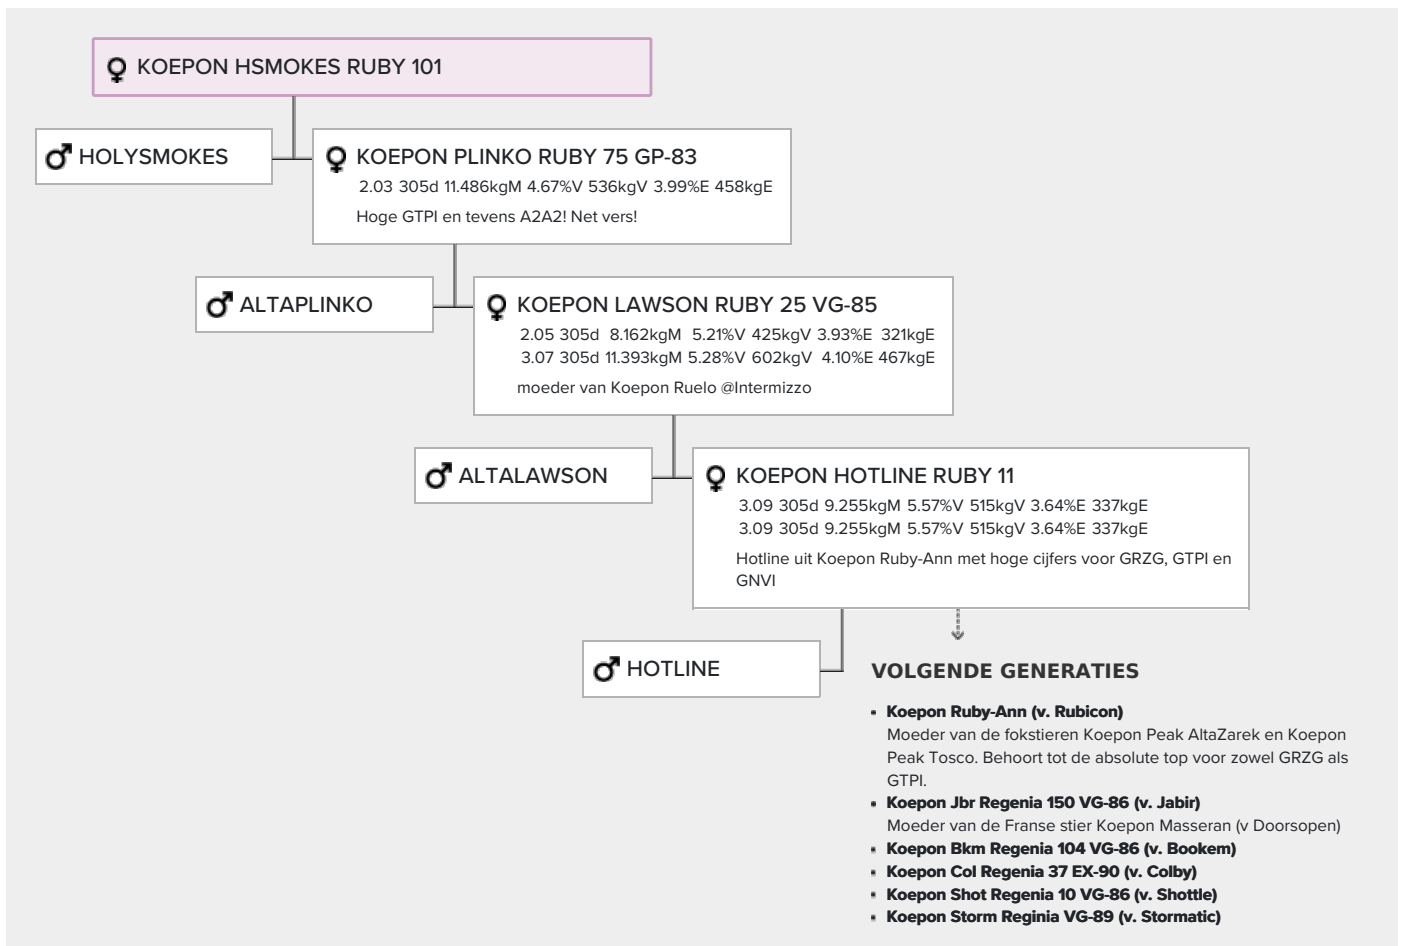 KOEPON HSMOKES RUBY 101
HOLYSMOKES
KOEPON PLINKO RUBY 75 GP-83
2.03 305d 11.486kgM 4.67%V 536kgV 3.99%E 458kgE
Hoge GTPI en tevens A2A2! Net vers!
ALTAPLINKO
KOEPON LAWSON RUBY 25 VG-85
2.05 305d 8.162kgM 5.21%V 425kgV 3.93%E 321kgE
3.07 305d 11.393kgM 5.28%V 602kgV 4.10%E 467kgE
moeder van Koepon Ruelo @Intermizzo
ALTALAWSON
KOEPON HOTLINE RUBY 11
3.09 305d 9.255kgM 5.57%V 515kgV 3.64%E 337kgE
3.09 305d 9.255kgM 5.57%V 515kgV 3.64%E 337kgE
Hotline uit Koepon Ruby-Ann met hoge cijfers voor GRZG, GTPI en
GNVI
HOTLINE
VOLGENDE GENERATIES
Koepon Ruby-Ann (v. Rubicon)
Moeder van de fokstieren Koepon Peak AltaZarek en Koepon
Peak Tosco. Behoort tot de absolute top voor zowel GRZG als
GTPI.
Koepon Jbr Regenia 150 VG-86 (v. Jabir)
Moeder van de Franse stier Koepon Masseran (v Doorsopen)
Koepon Bkm Regenia 104 VG-86 (v. Bookem)
Koepon Col Regenia 37 EX-90 (v. Colby)
Koepon Shot Regenia 10 VG-86 (v. Shottle)
Koepon Storm Reginia VG-89 (v. Stormatic)